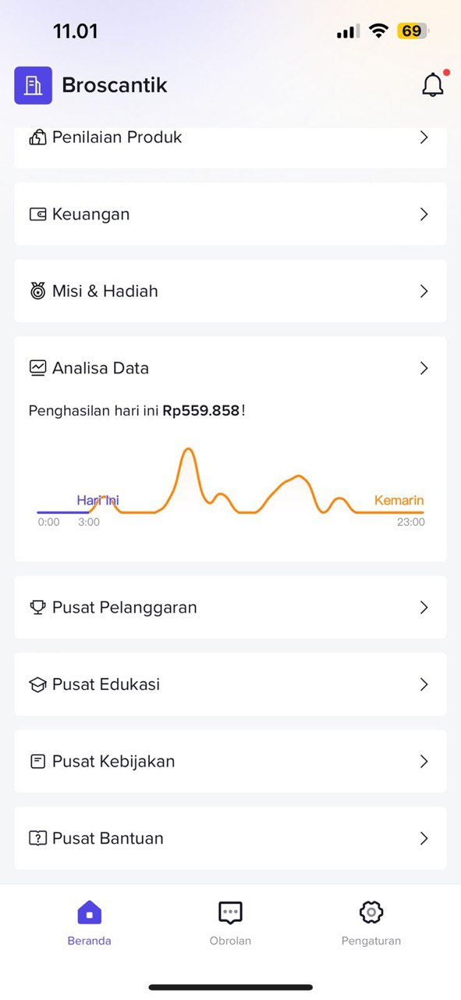 11.01
69
Broscantik
Penilaian Produk
Keuangan
Misi & Hadiah
Analisa Data
Penghasilan hari ini Rp559.858!
Hari Ini
Kemarin
0:00 3:00 23:00
Pusat Pelanggaran
Pusat Edukasi
Pusat Kebijakan
Pusat Bantuan
Beranda Obrolan Pengaturan